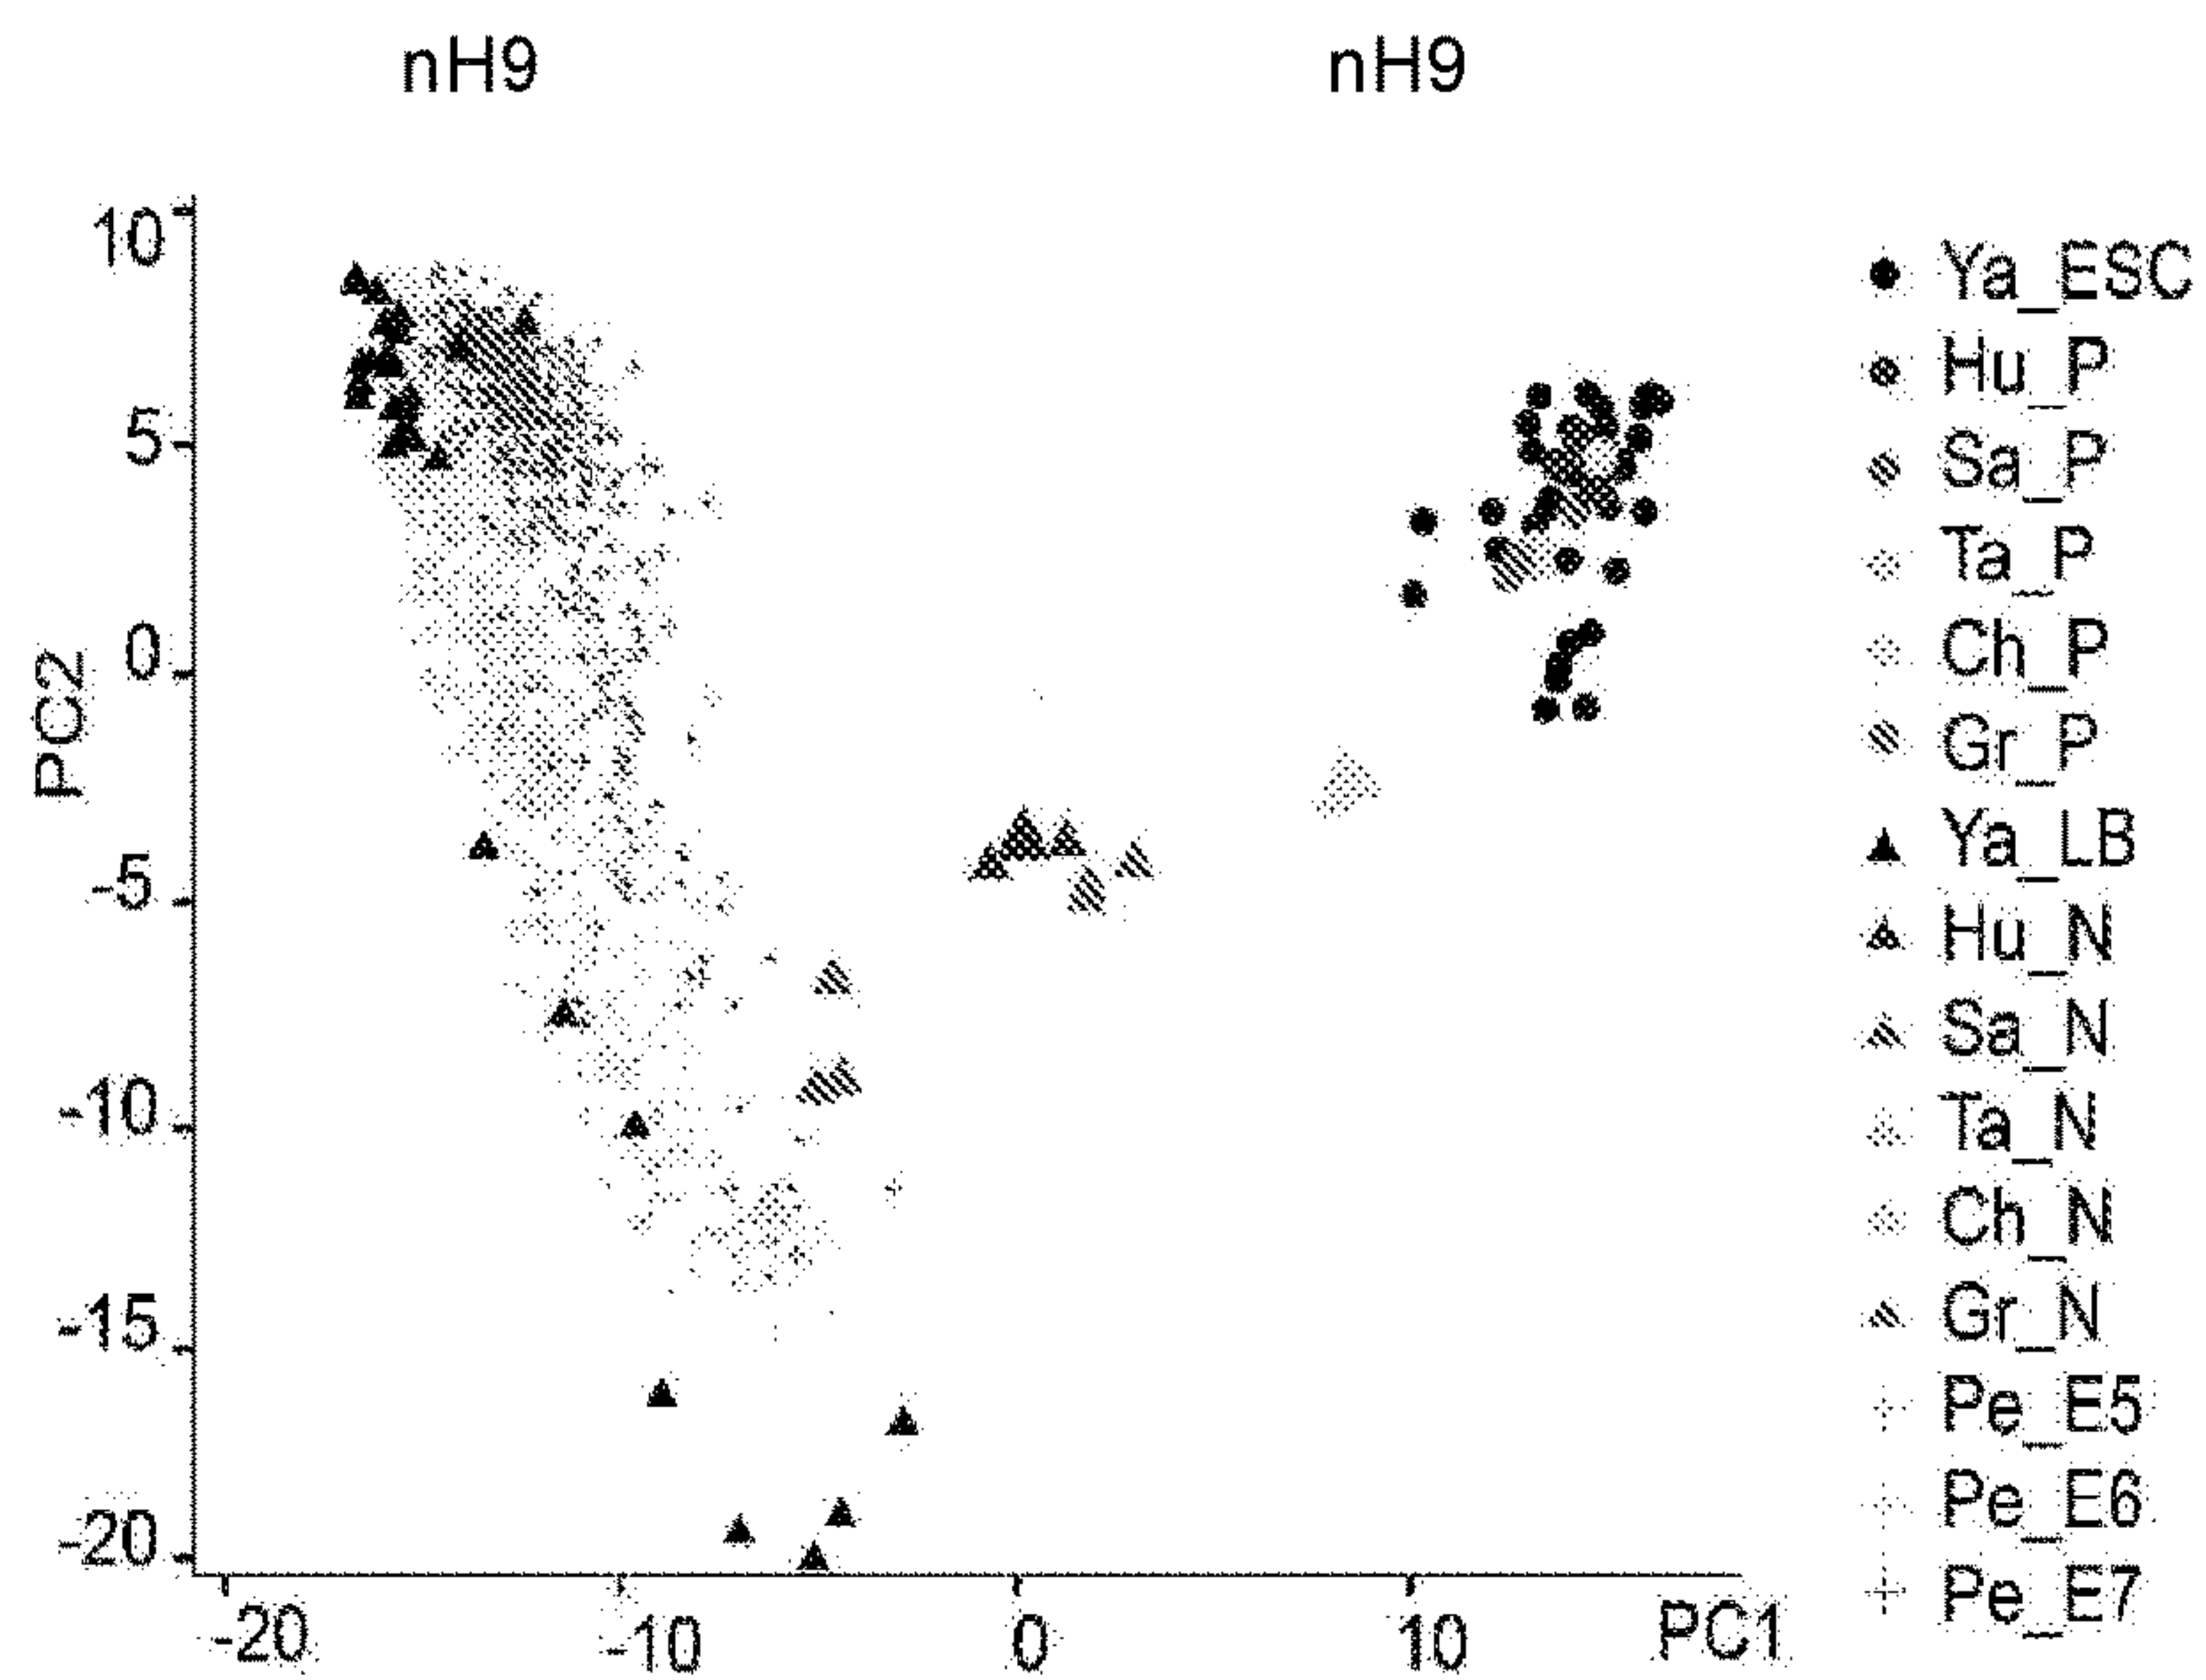 nH9 nH9
10
5
0
-5
-10
-15
-20
PC2
-20 -10 0 10 PC1
Ya_ESC
Hu_P
Sa_P
Ta_P
Ch_P
Gr_P
Ya_LB
Hu_N
Sa_N
Ta_N
Ch_N
Gr_N
Pe_E5
Pe_E6
Pe_E7